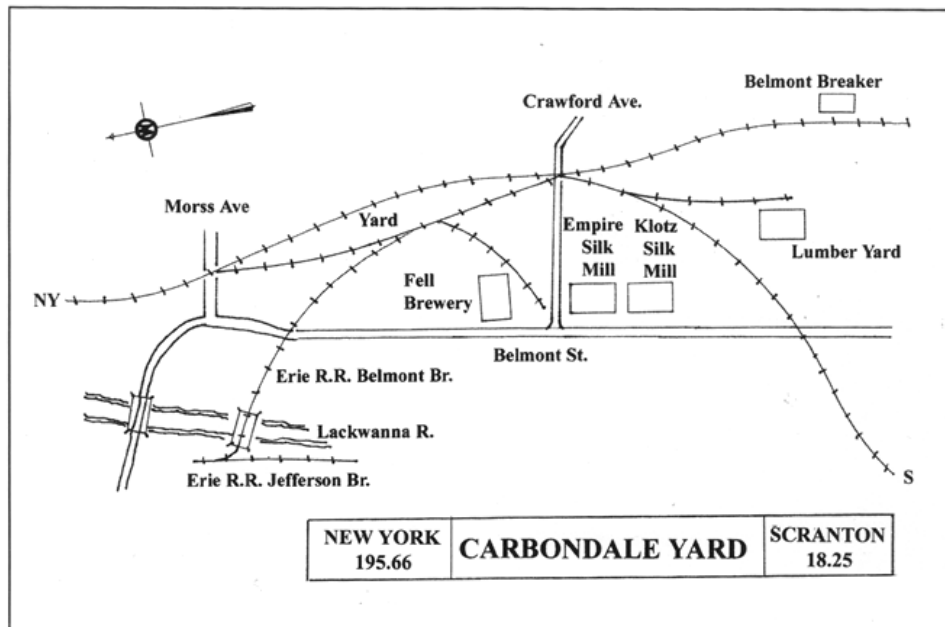 Belmont Breaker
Crawford Ave.
N
Morss Ave
Yard
Empire
Silk
Mill
Klotz
Silk
Mill
Lumber Yard
Fell
Brewery
NY
Belmont St.
Erie R.R. Belmont Br.
Lackwanna R.
Erie R.R. Jefferson Br.
S
NEW YORK
195.66
CARBONDALE YARD
SCRANTON
18.25